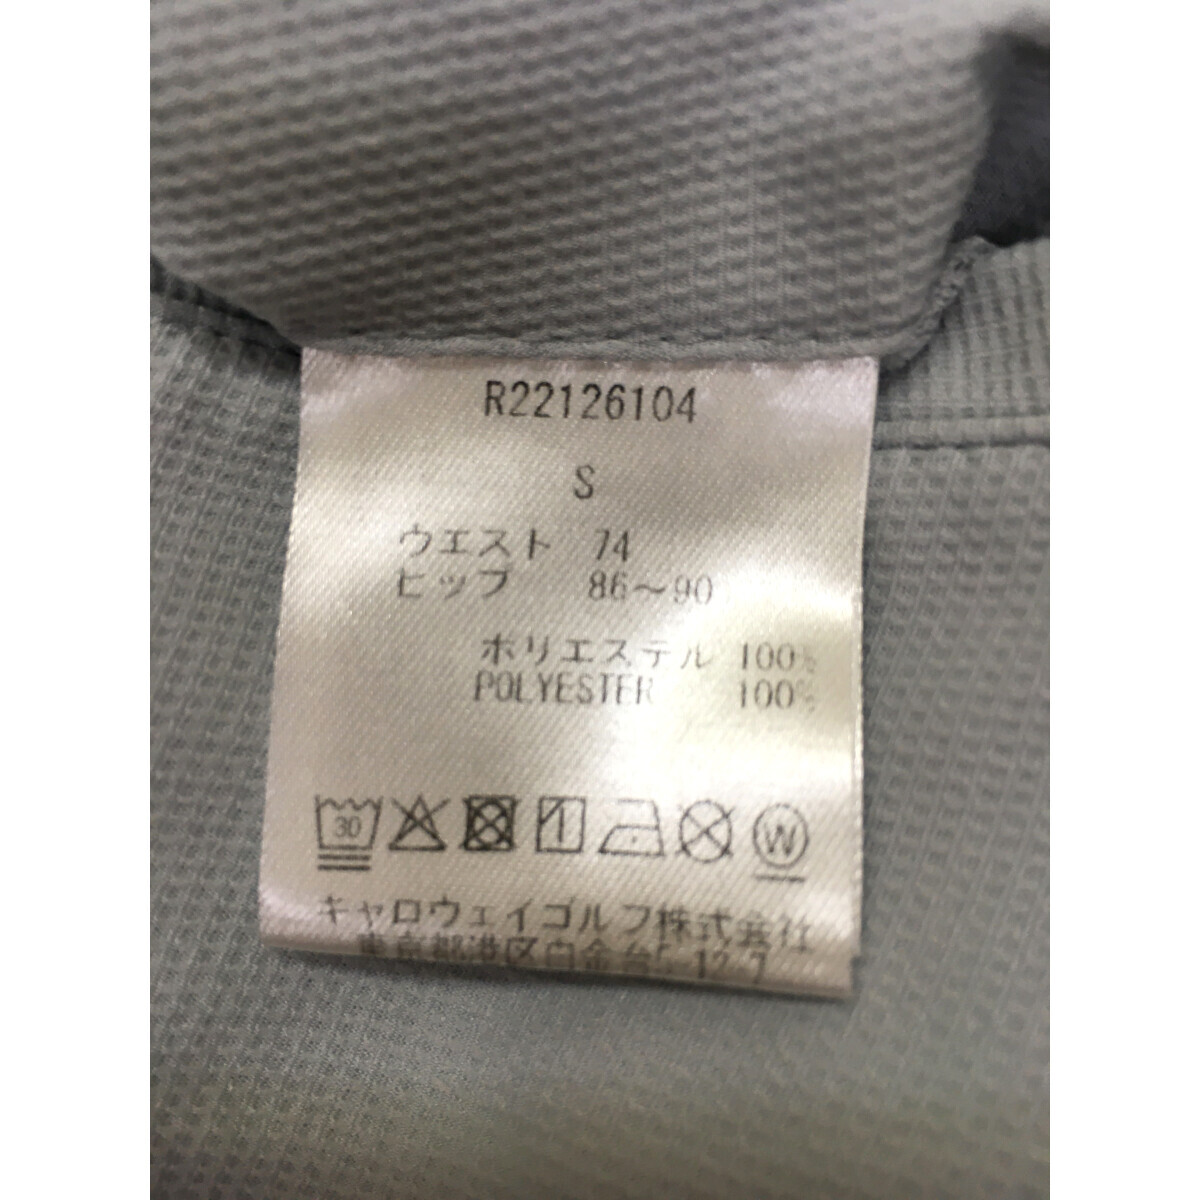 R22126104
S
ウエスト 74
ヒップ 86～90
ポリエステル 100%
POLYESTER 100%
30
W
キャロウェイゴルフ株式会社
東京都港区白金台5-12-7